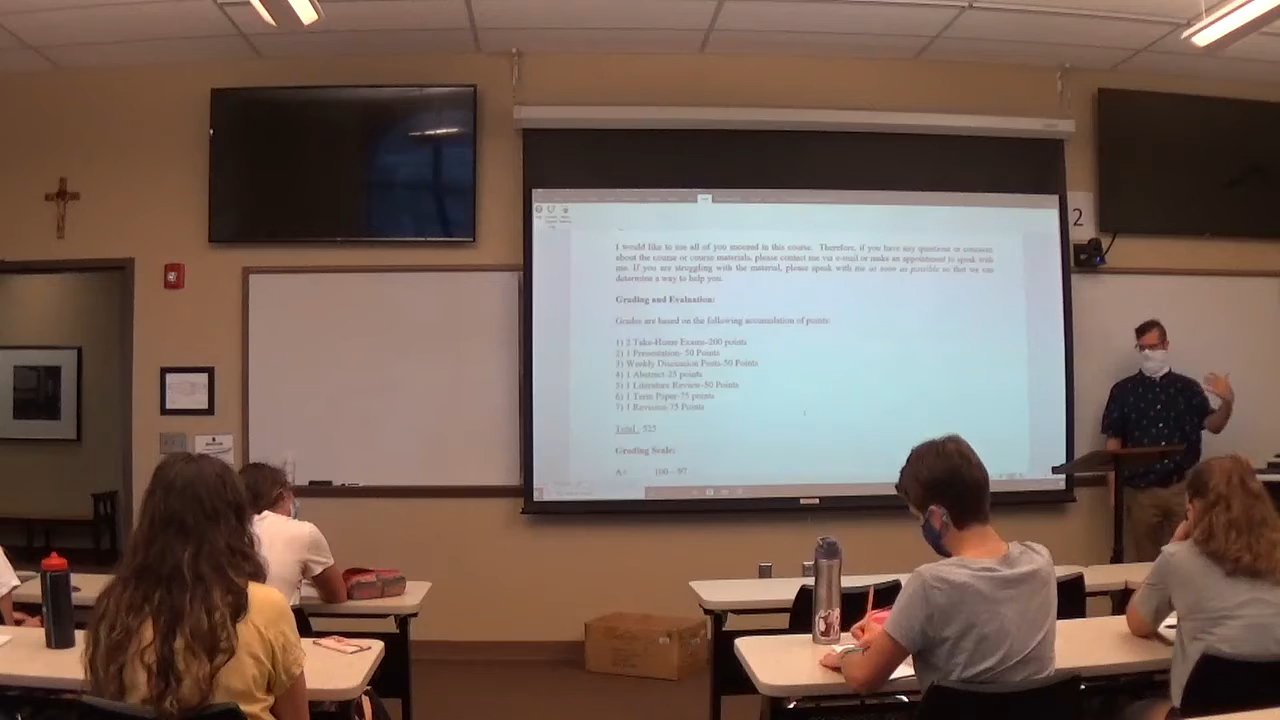 I would like to see all of you succeed in this course. Therefore, if you have any questions or concerns
about the course or course materials, please contact me via e-mail or make an appointment to speak with
me. If you are struggling with the material, please speak with me as soon as possible so that we can
determine a way to help you.
Grading and Evaluation:
Grades are based on the following accumulation of points:
1) 2 Take-Home Exams-200 points
2) 1 Presentation- 50 Points
3) Weekly Discussion Posts-50 Points
4) 1 Abstract-25 points
5) 1 Literature Review-50 Points
6) 1 Term Paper-75 points
7) 1 Revision-75 Points
Total -525
Grading Scale:
A+ 100 – 97
2